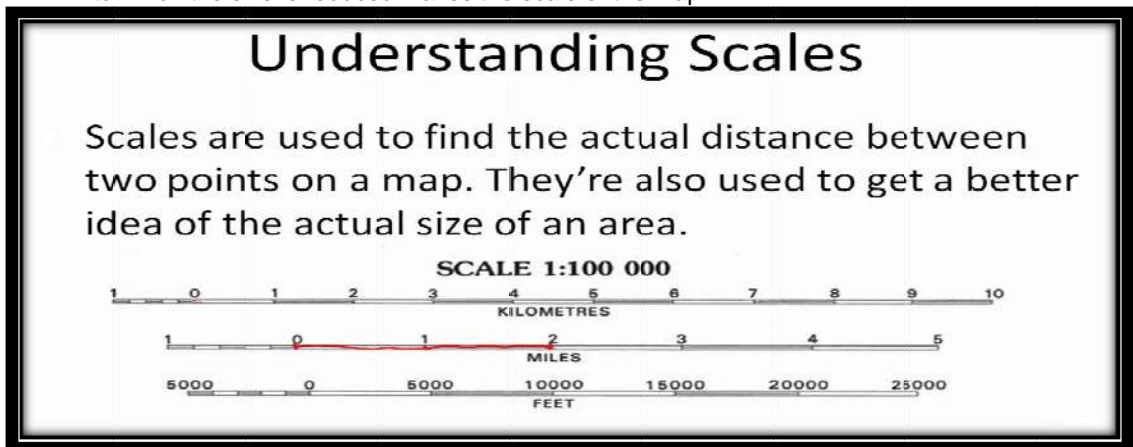 Understanding Scales
Scales are used to find the actual distance between
two points on a map. They're also used to get a better
idea of the actual size of an area.
SCALE 1:100 000
1 0 1 2 3 4 5 6 7 8 9 10
KILOMETRES
1 0 1 2 3 4 5
MILES
5000 0 5000 10000 15000 20000 25000
FEET